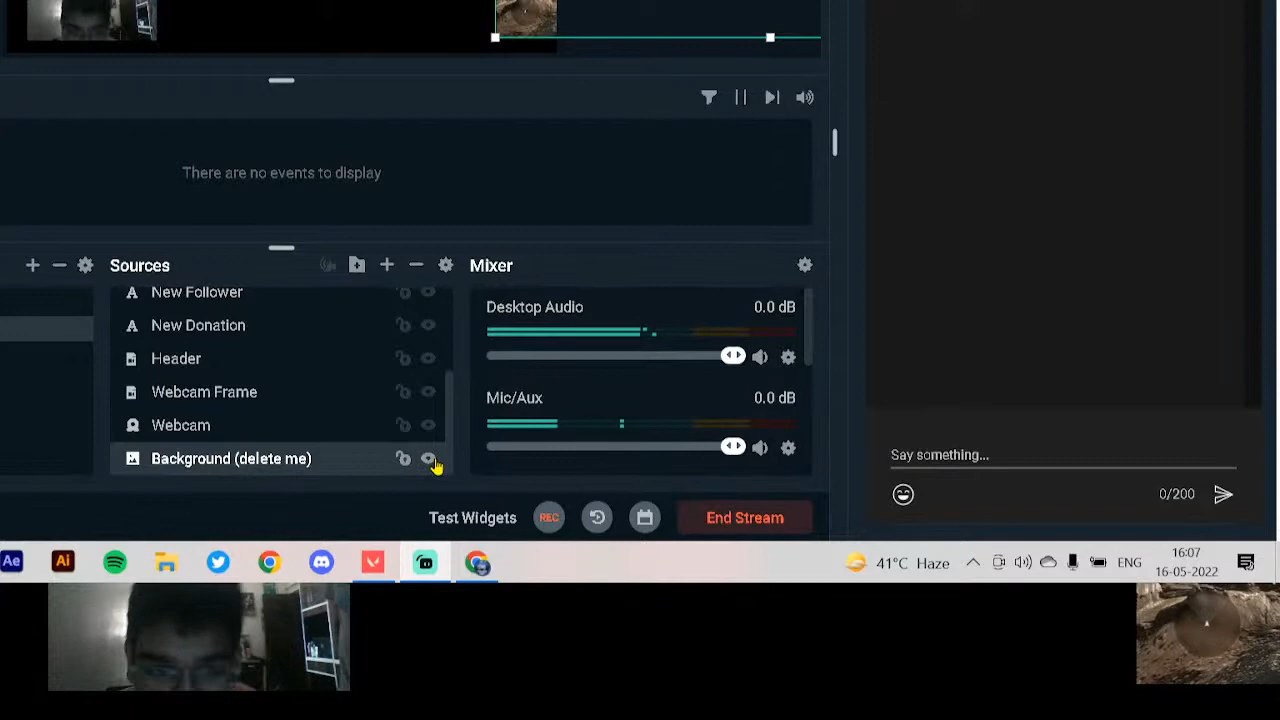 There are no events to display
Sources
Mixer
New Follower
New Donation
Header
Webcam Frame
Webcam
Background (delete me)
Desktop Audio 0.0 dB
Mic/Aux 0.0 dB
Say something...
0/200
Test Widgets REC End Stream
Ae Ai 41°C Haze ENG 16:07
16-05-2022